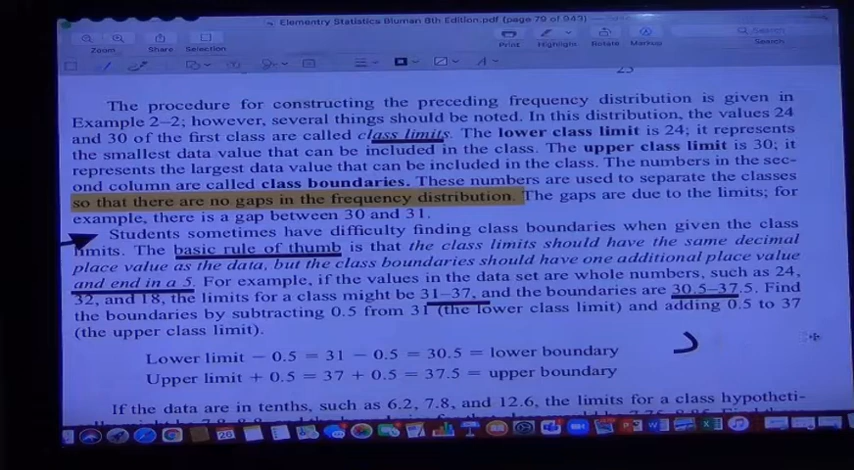 Elementry Statistics Bluman 8th Edition.pdf (page 79 of 843)
Zoom
Share
Selection
Print
Highlight
Rotate
Markup
Search
Search
The procedure for constructing the preceding frequency distribution is given in
Example 2–2; however, several things should be noted. In this distribution, the values 24
and 30 of the first class are called class limits. The lower class limit is 24; it represents
the smallest data value that can be included in the class. The upper class limit is 30; it
represents the largest data value that can be included in the class. The numbers in the sec-
ond column are called class boundaries. These numbers are used to separate the classes
so that there are no gaps in the frequency distribution. The gaps are due to the limits; for
example, there is a gap between 30 and 31.
Students sometimes have difficulty finding class boundaries when given the class
limits. The basic rule of thumb is that the class limits should have the same decimal
place value as the data, but the class boundaries should have one additional place value
and end in a 5. For example, if the values in the data set are whole numbers, such as 24,
32, and 18, the limits for a class might be 31–37, and the boundaries are 30.5–37.5. Find
the boundaries by subtracting 0.5 from 31 (the lower class limit) and adding 0.5 to 37
(the upper class limit).
Lower limit − 0.5 = 31 − 0.5 = 30.5 = lower boundary
Upper limit + 0.5 = 37 + 0.5 = 37.5 = upper boundary
If the data are in tenths, such as 6.2, 7.8, and 12.6, the limits for a class hypotheti-